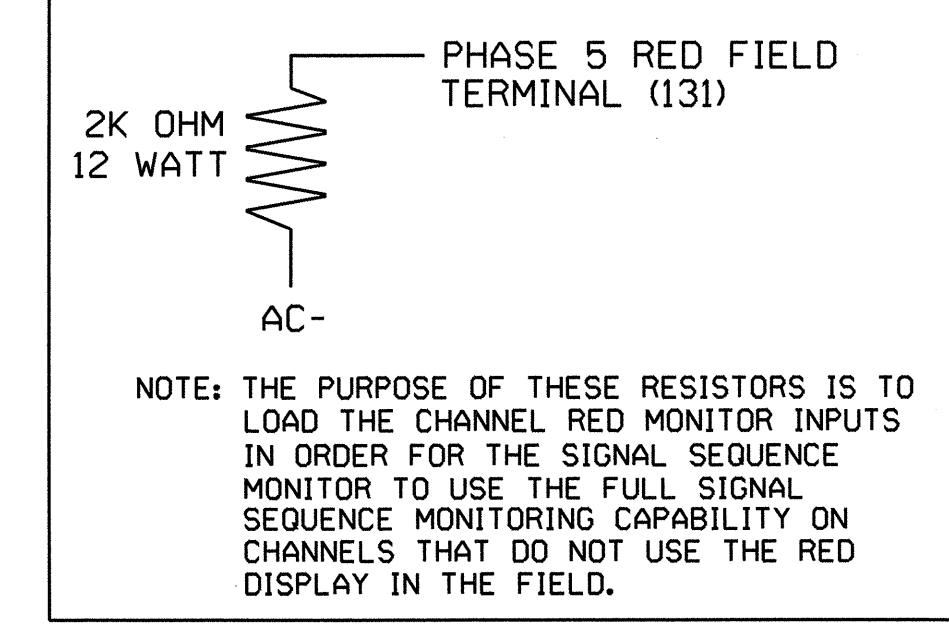 PHASE 5 RED FIELD
TERMINAL (131)
2K OHM
12 WATT
AC-
NOTE: THE PURPOSE OF THESE RESISTORS IS TO
LOAD THE CHANNEL RED MONITOR INPUTS
IN ORDER FOR THE SIGNAL SEQUENCE
MONITOR TO USE THE FULL SIGNAL
SEQUENCE MONITORING CAPABILITY ON
CHANNELS THAT DO NOT USE THE RED
DISPLAY IN THE FIELD.